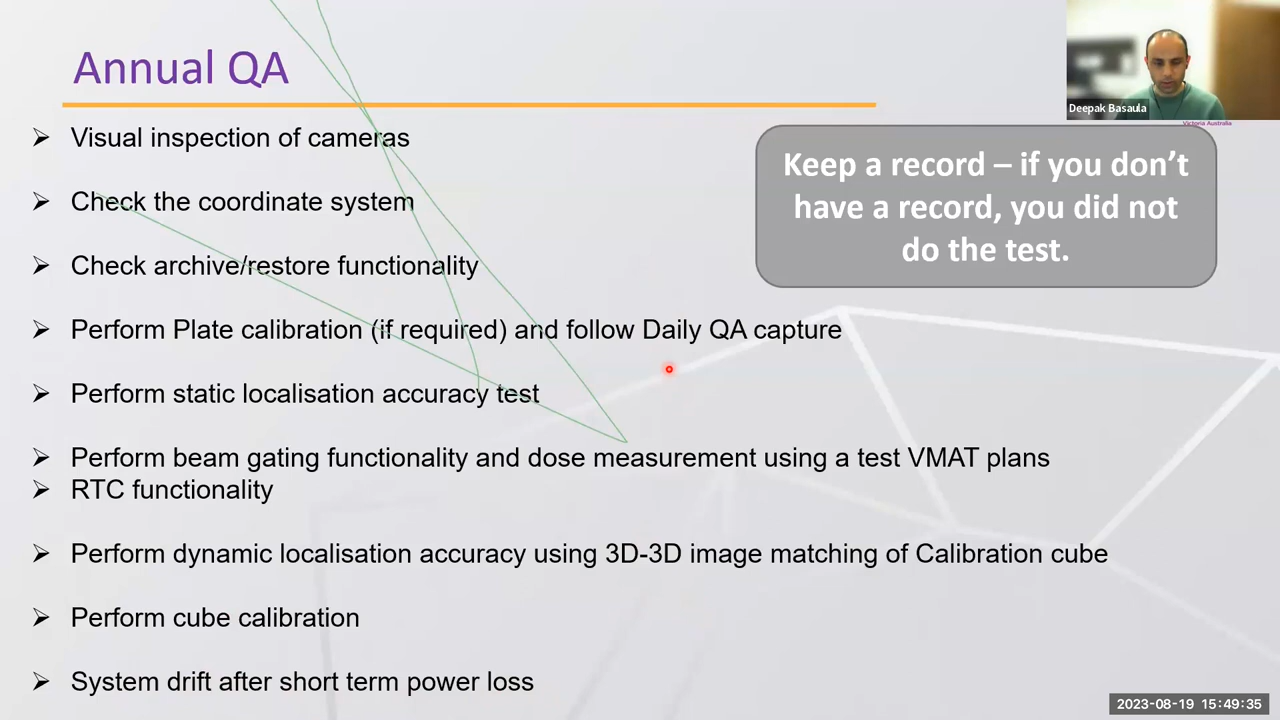 Annual QA
Deepak Basaula
Victoria Australia
➢ Visual inspection of cameras
Keep a record – if you don't
have a record, you did not
do the test.
➢ Check the coordinate system
➢ Check archive/restore functionality
➢ Perform Plate calibration (if required) and follow Daily QA capture
➢ Perform static localisation accuracy test
➢ Perform beam gating functionality and dose measurement using a test VMAT plans
➢ RTC functionality
➢ Perform dynamic localisation accuracy using 3D-3D image matching of Calibration cube
➢ Perform cube calibration
➢ System drift after short term power loss
2023-08-19 15:49:35